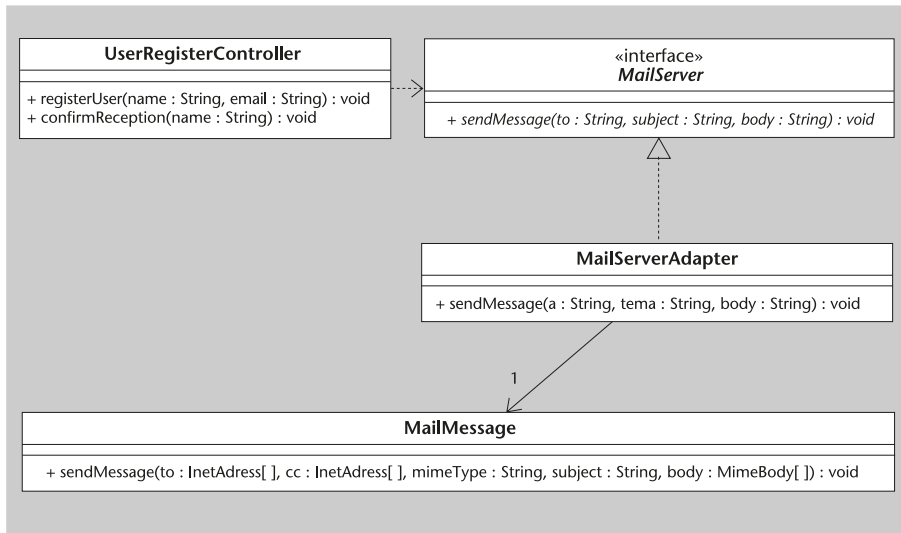 UserRegisterController
+ registerUser(name : String, email : String) : void
+ confirmReception(name : String) : void
«interface»
MailServer
+ sendMessage(to : String, subject : String, body : String) : void
MailServerAdapter
+ sendMessage(a : String, tema : String, body : String) : void
1
MailMessage
+ sendMessage(to : InetAdress[ ], cc : InetAdress[ ], mimeType : String, subject : String, body : MimeBody[ ]) : void